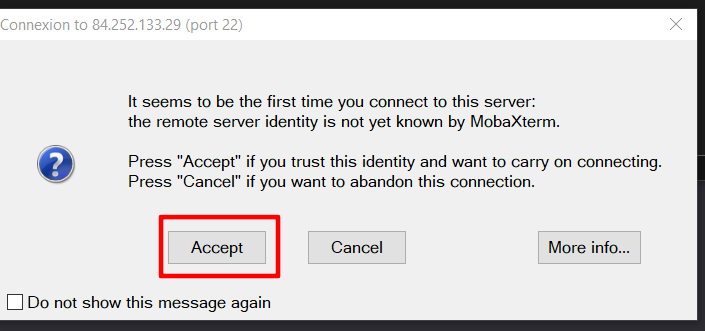 Connexion to 84.252.133.29 (port 22)
It seems to be the first time you connect to this server:
the remote server identity is not yet known by MobaXterm.
Press "Accept" if you trust this identity and want to carry on connecting.
Press "Cancel" if you want to abandon this connection.
Accept
Cancel
More info...
Do not show this message again